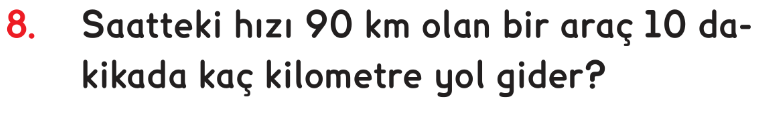 8. Saatteki hızı 90 km olan bir araç 10 da-
kikada kaç kilometre yol gider?